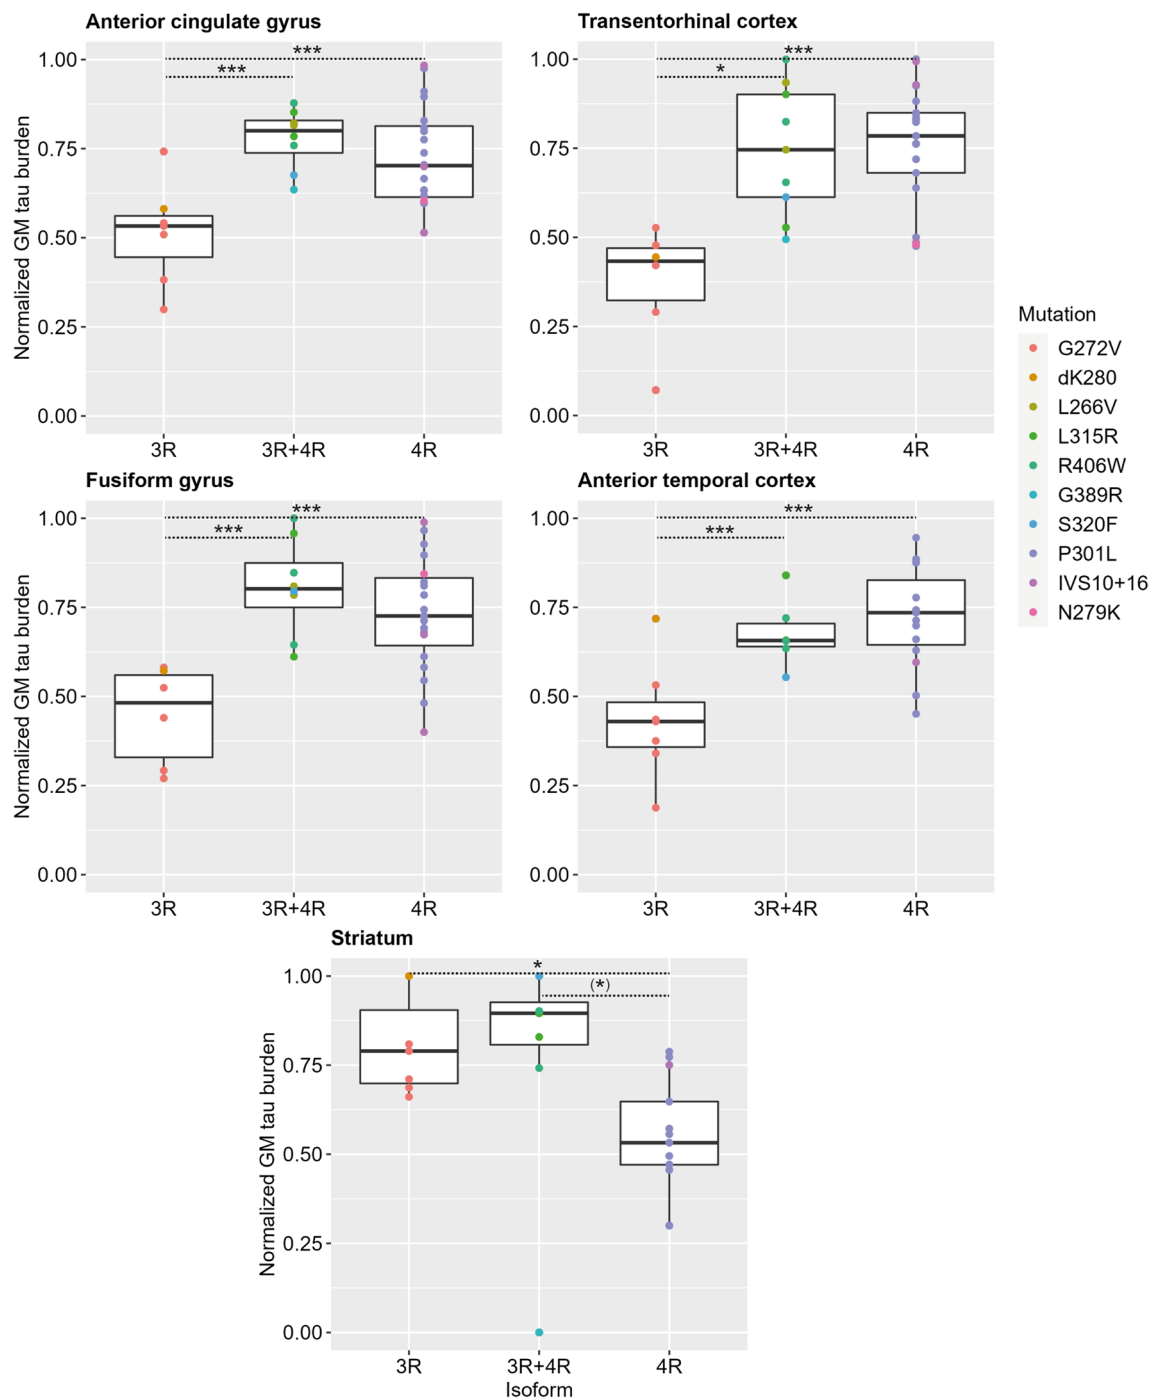 Anterior cingulate gyrus
Normalized GM tau burden
1.00
0.75
0.50
0.25
0.00
***
***
3R
3R+4R
4R
Transentorhinal cortex
1.00
0.75
0.50
0.25
0.00
***
*
3R
3R+4R
4R
Mutation
G272V
dK280
L266V
L315R
R406W
G389R
S320F
P301L
IVS10+16
N279K
Fusiform gyrus
Normalized GM tau burden
1.00
0.75
0.50
0.25
0.00
***
***
3R
3R+4R
4R
Anterior temporal cortex
1.00
0.75
0.50
0.25
0.00
***
***
3R
3R+4R
4R
Striatum
Normalized GM tau burden
1.00
0.75
0.50
0.25
0.00
*
(*)
3R
3R+4R
4R
Isoform